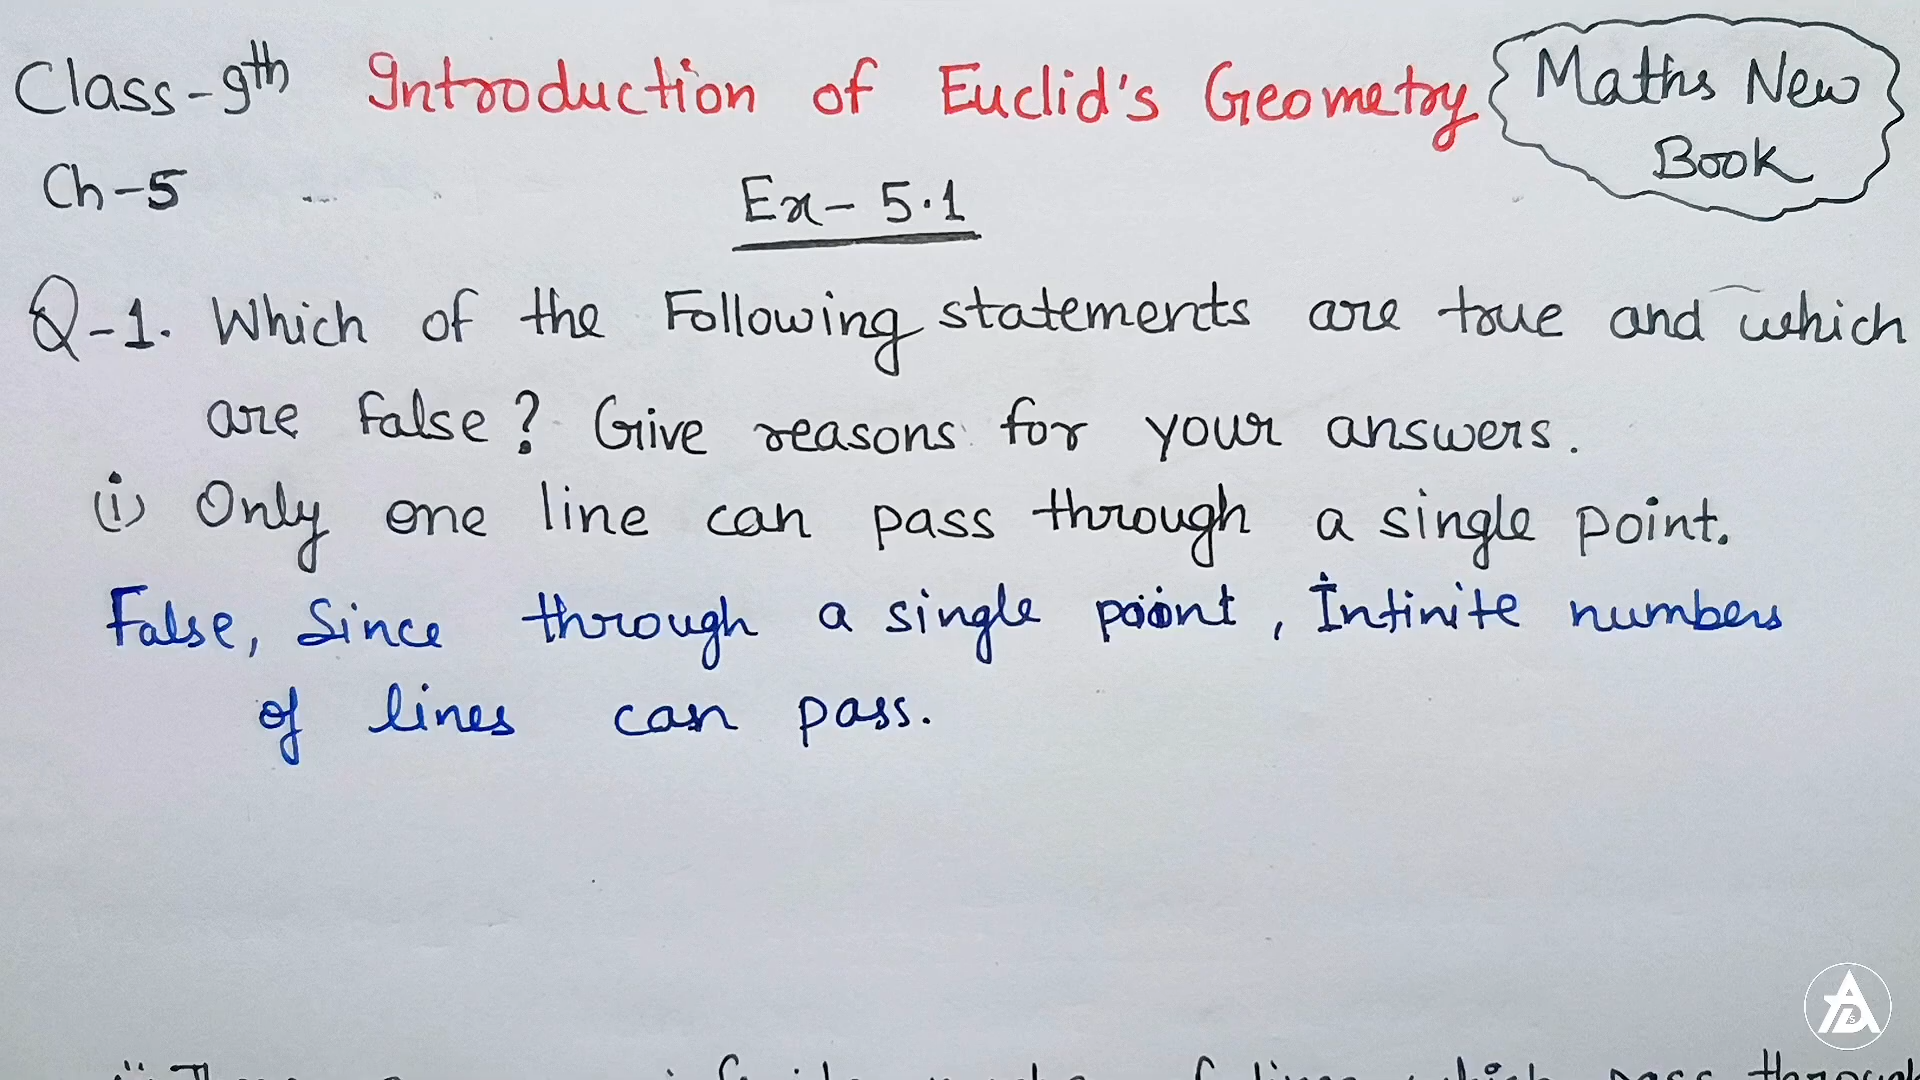 Class-9th Introduction of Euclid's Geometry
Maths New
Book
Ch-5
Ex- 5.1
Q-1. Which of the Following statements are true and which
are false? Give reasons for your answers.
(i) Only one line can pass through a single point.
False, Since through a single point, Infinite numbers
of lines can pass.